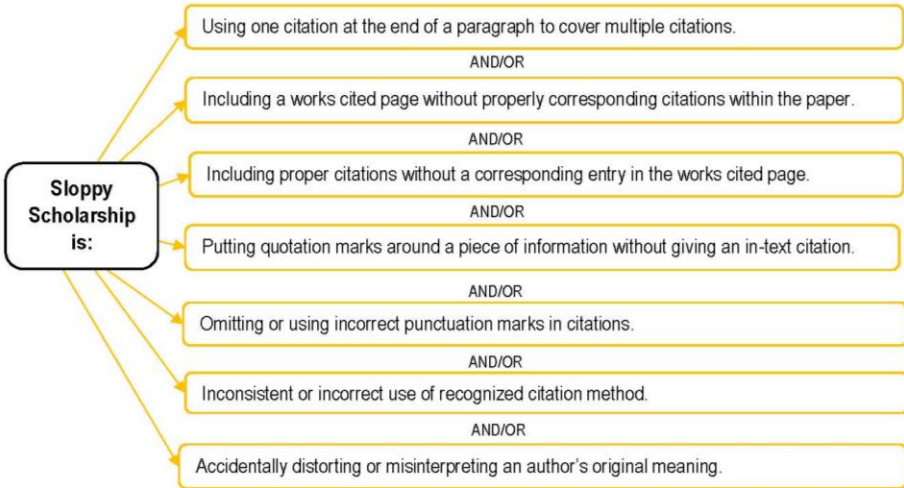 Using one citation at the end of a paragraph to cover multiple citations.
AND/OR
Including a works cited page without properly corresponding citations within the paper.
AND/OR
Including proper citations without a corresponding entry in the works cited page.
AND/OR
Sloppy
Scholarship
is:
Putting quotation marks around a piece of information without giving an in-text citation.
AND/OR
Omitting or using incorrect punctuation marks in citations.
AND/OR
Inconsistent or incorrect use of recognized citation method.
AND/OR
Accidentally distorting or misinterpreting an author's original meaning.